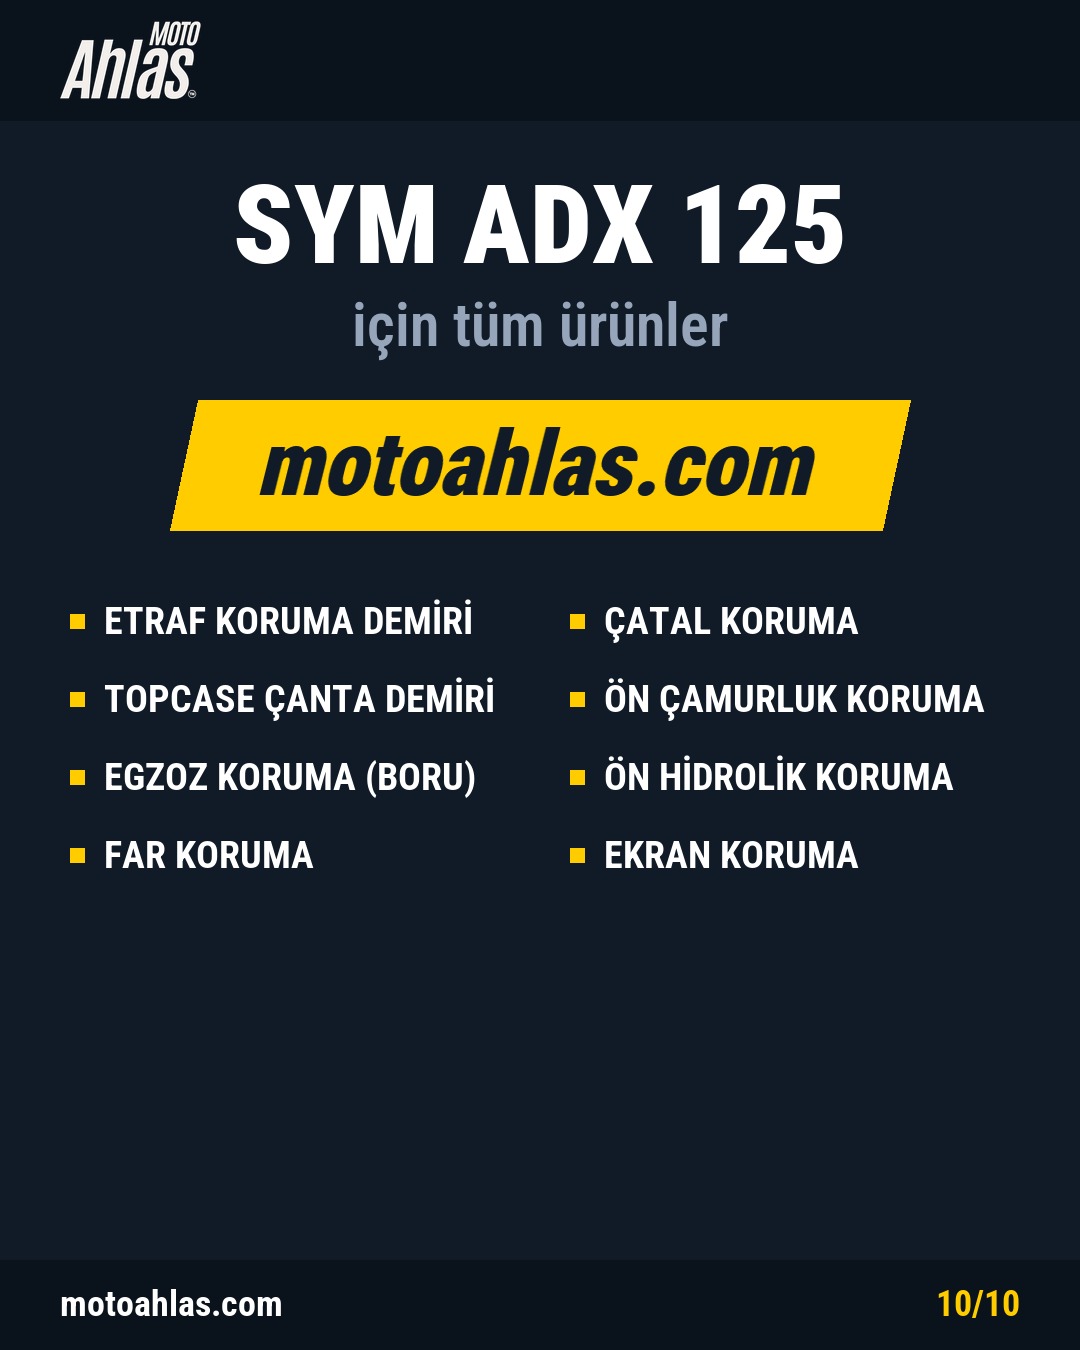 MOTO
Ahlas™
SYM ADX 125
için tüm ürünler
motoahlas.com
ETRAF KORUMA DEMİRİ
TOPCASE ÇANTA DEMİRİ
EGZOZ KORUMA (BORU)
FAR KORUMA
ÇATAL KORUMA
ÖN ÇAMURLUK KORUMA
ÖN HİDROLİK KORUMA
EKRAN KORUMA
motoahlas.com
10/10